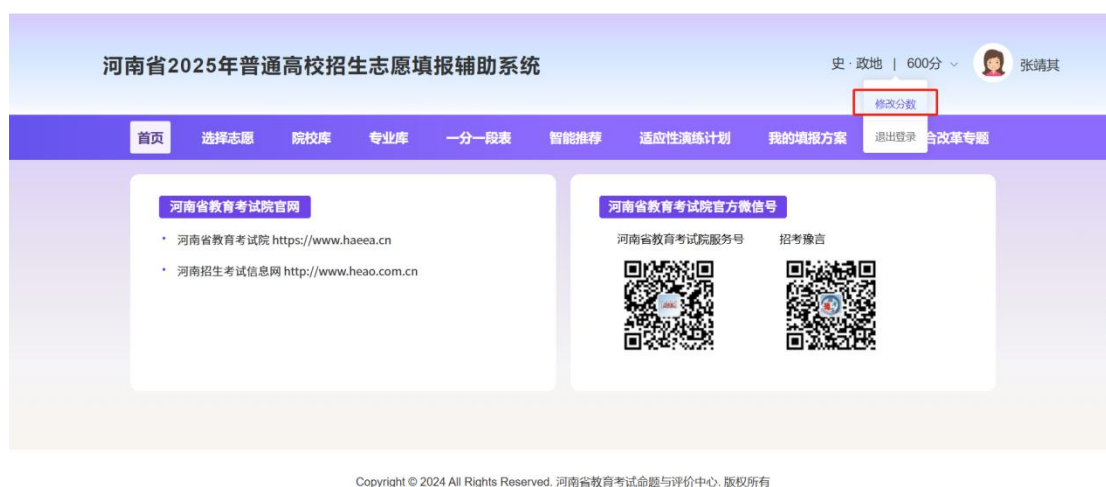 河南省2025年普通高校招生志愿填报辅助系统
史·政地 | 600分
张靖其
修改分数
退出登录
首页 选择志愿 院校库 专业库 一分一段表 智能推荐 适应性演练计划 我的填报方案 合改革专题
河南省教育考试院官网
· 河南省教育考试院 https://www.haeea.cn
· 河南招生考试信息网 http://www.heao.com.cn
河南省教育考试院官方微信号
河南省教育考试院服务号 招考豫言
Copyright © 2024 All Rights Reserved. 河南省教育考试命题与评价中心. 版权所有